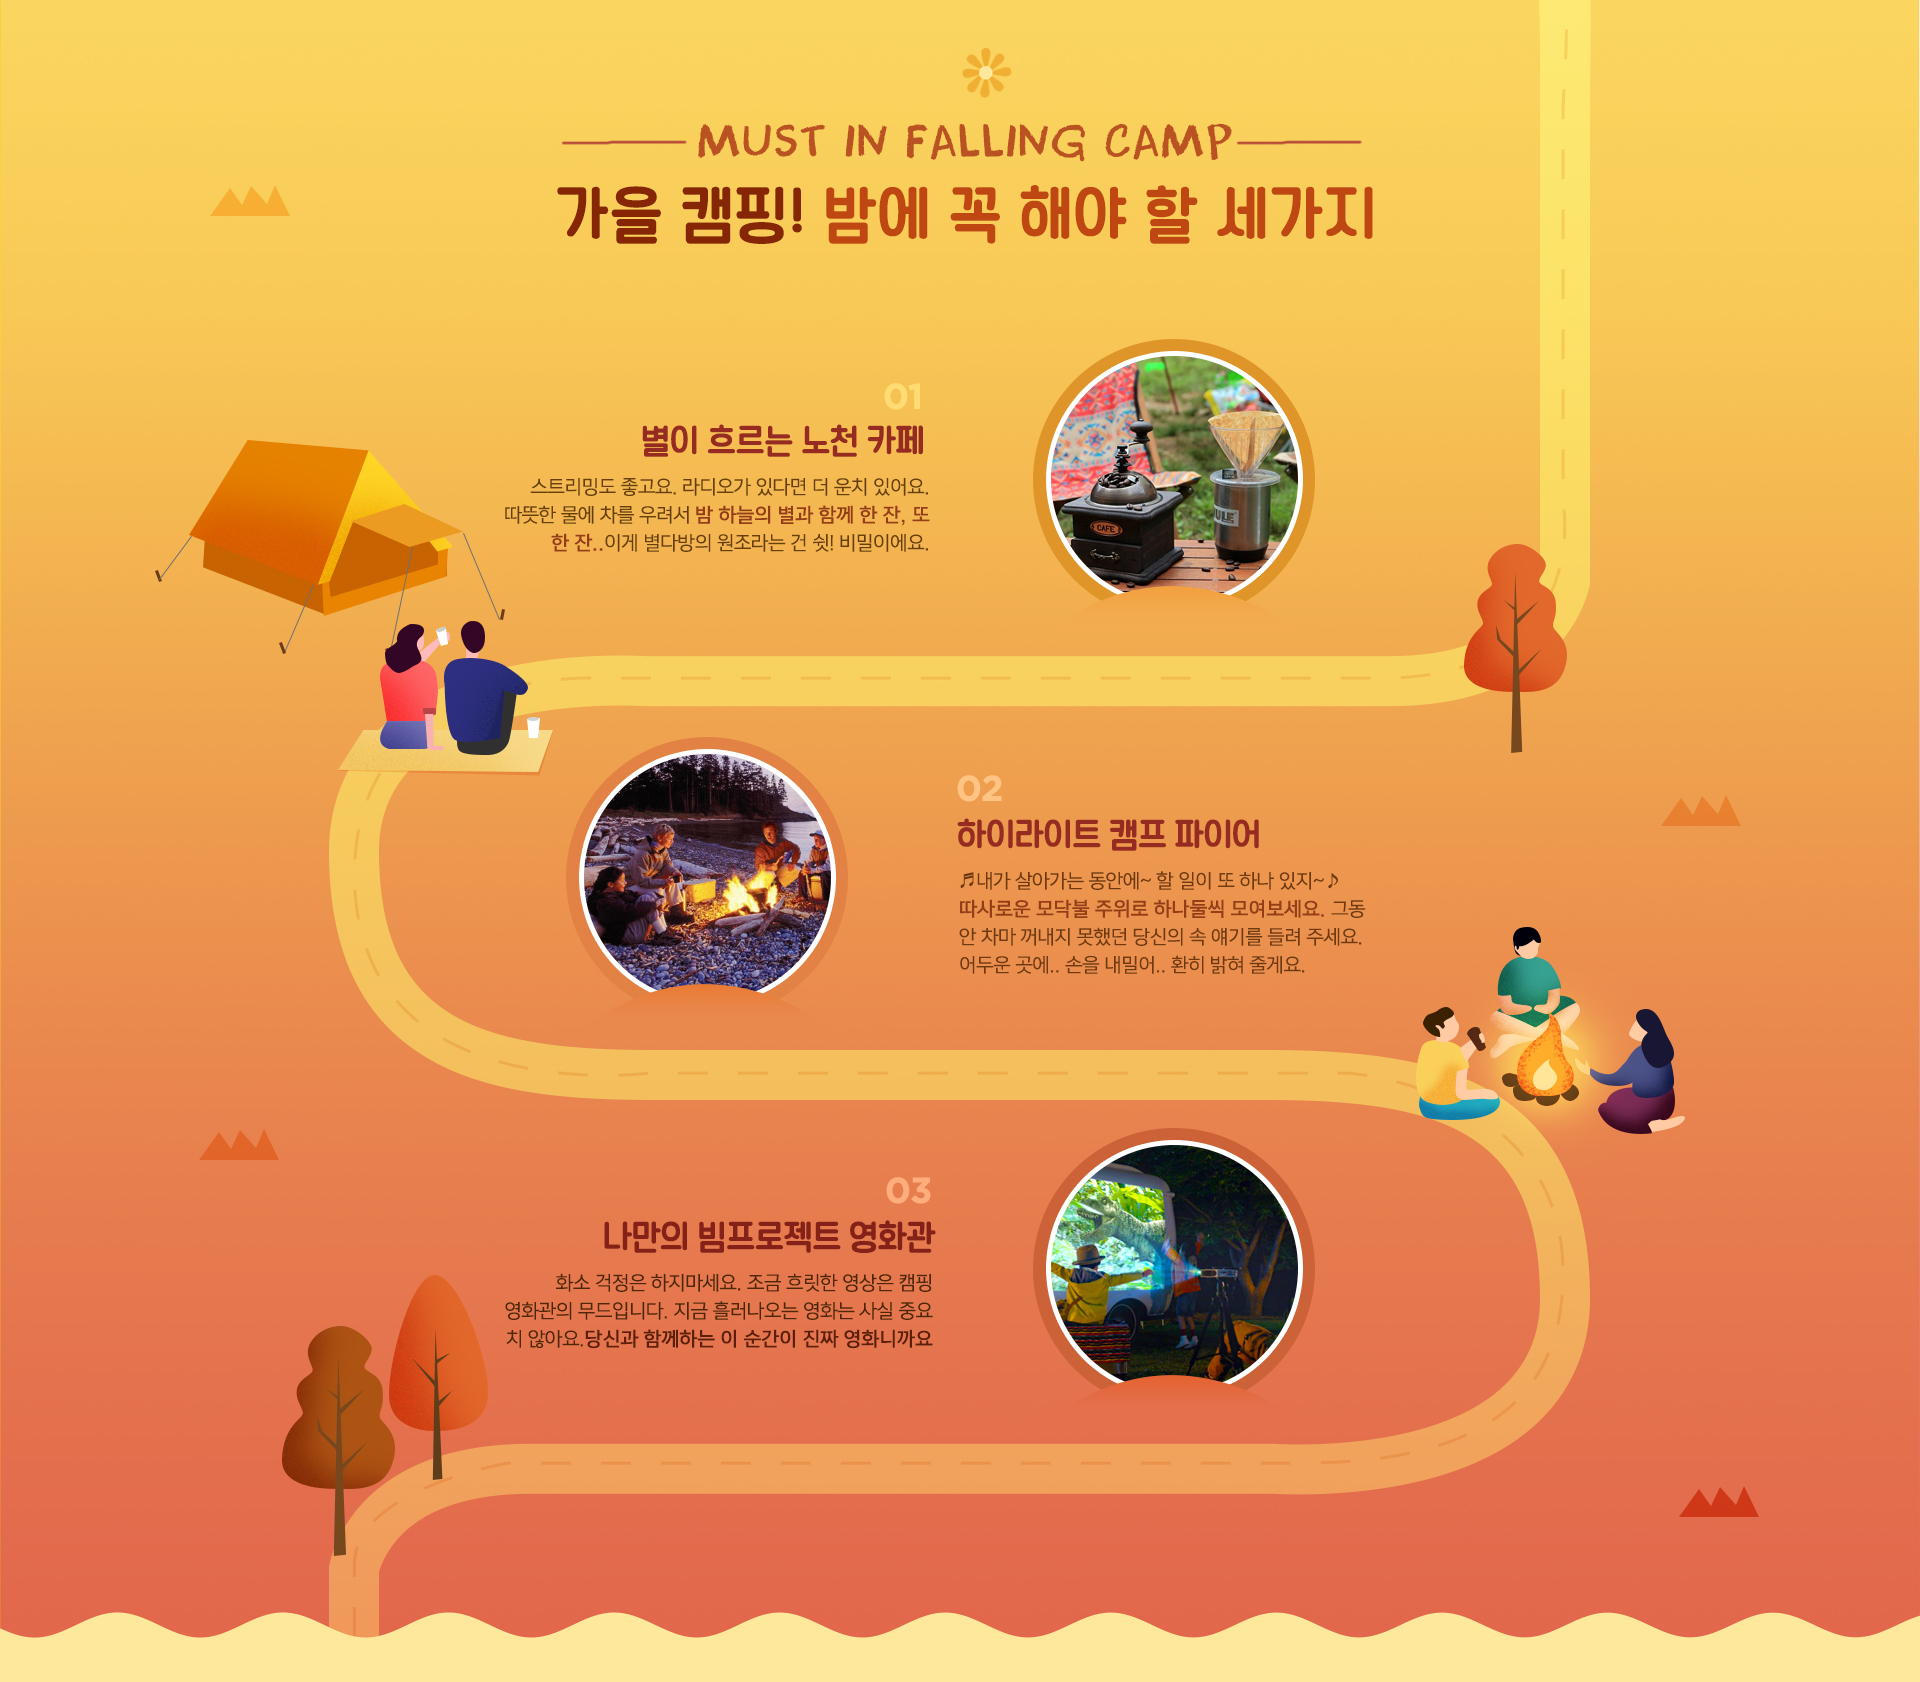 MUST IN FALLING CAMP
가을 캠핑! 밤에 꼭 해야 할 세가지
01
별이 흐르는 노천 카페
스트리밍도 좋고요. 라디오가 있다면 더 운치 있어요.
따뜻한 물에 차를 우려서 밤 하늘의 별과 함께 한 잔, 또
한 잔..이게 별다방의 원조라는 건 쉿! 비밀이에요.
CAFE
ULE
02
하이라이트 캠프 파이어
♬내가 살아가는 동안에~ 할 일이 또 하나 있지~♪
따사로운 모닥불 주위로 하나둘씩 모여보세요. 그동
안 차마 꺼내지 못했던 당신의 속 얘기를 들려 주세요.
어두운 곳에.. 손을 내밀어.. 환히 밝혀 줄게요.
03
나만의 빔프로젝트 영화관
화소 걱정은 하지마세요. 조금 흐릿한 영상은 캠핑
영화관의 무드입니다. 지금 흘러나오는 영화는 사실 중요
치 않아요.당신과 함께하는 이 순간이 진짜 영화니까요